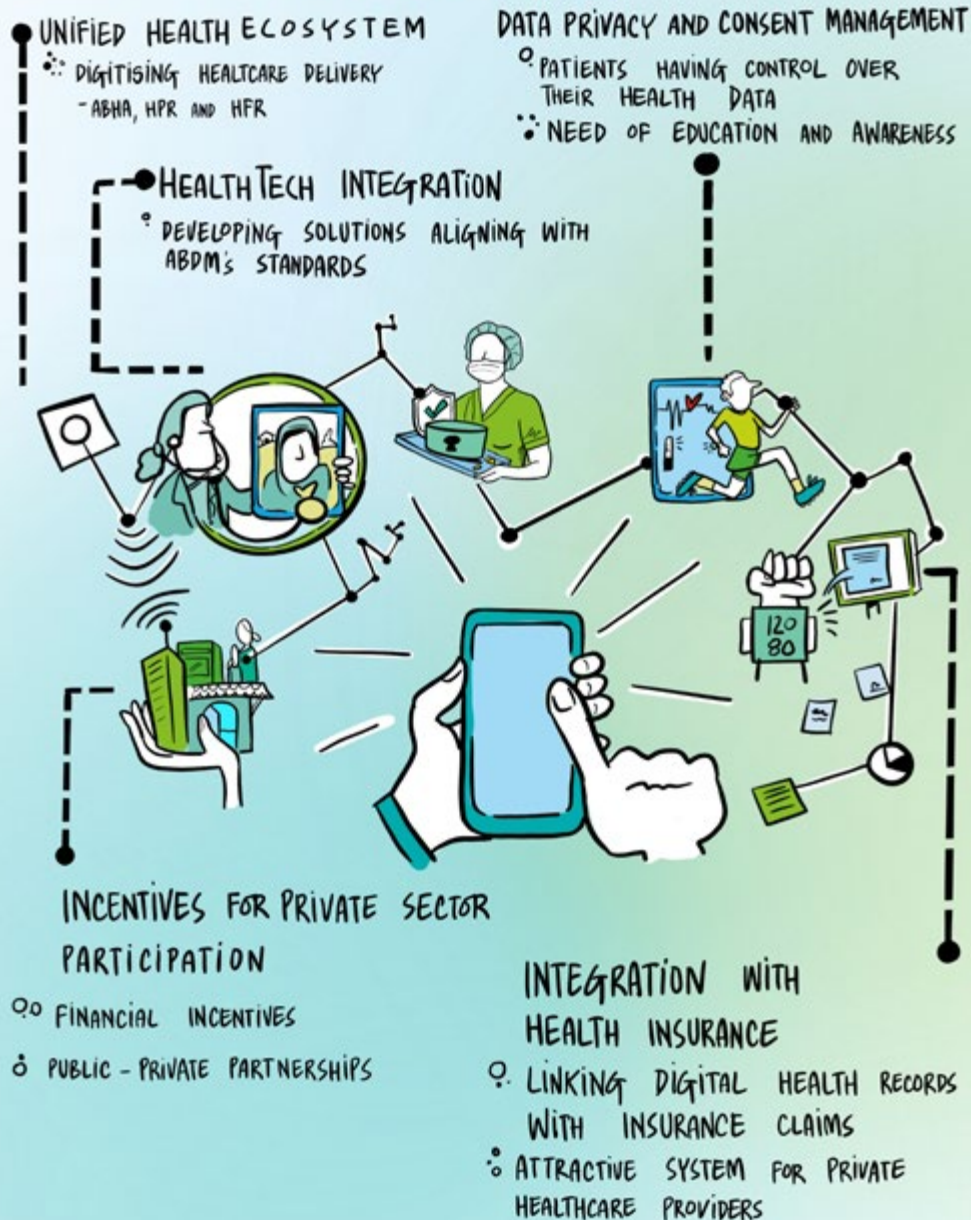 UNIFIED HEALTH ECOSYSTEM
DIGITISING HEALTCARE DELIVERY
- ABHA, HPR AND HFR
DATA PRIVACY AND CONSENT MANAGEMENT
PATIENTS HAVING CONTROL OVER
THEIR HEALTH DATA
NEED OF EDUCATION AND AWARENESS
HEALTHTECH INTEGRATION
DEVELOPING SOLUTIONS ALIGNING WITH
ABDM's STANDARDS
120
80
INCENTIVES FOR PRIVATE SECTOR
PARTICIPATION
FINANCIAL INCENTIVES
PUBLIC - PRIVATE PARTNERSHIPS
INTEGRATION WITH
HEALTH INSURANCE
LINKING DIGITAL HEALTH RECORDS
WITH INSURANCE CLAIMS
ATTRACTIVE SYSTEM FOR PRIVATE
HEALTHCARE PROVIDERS